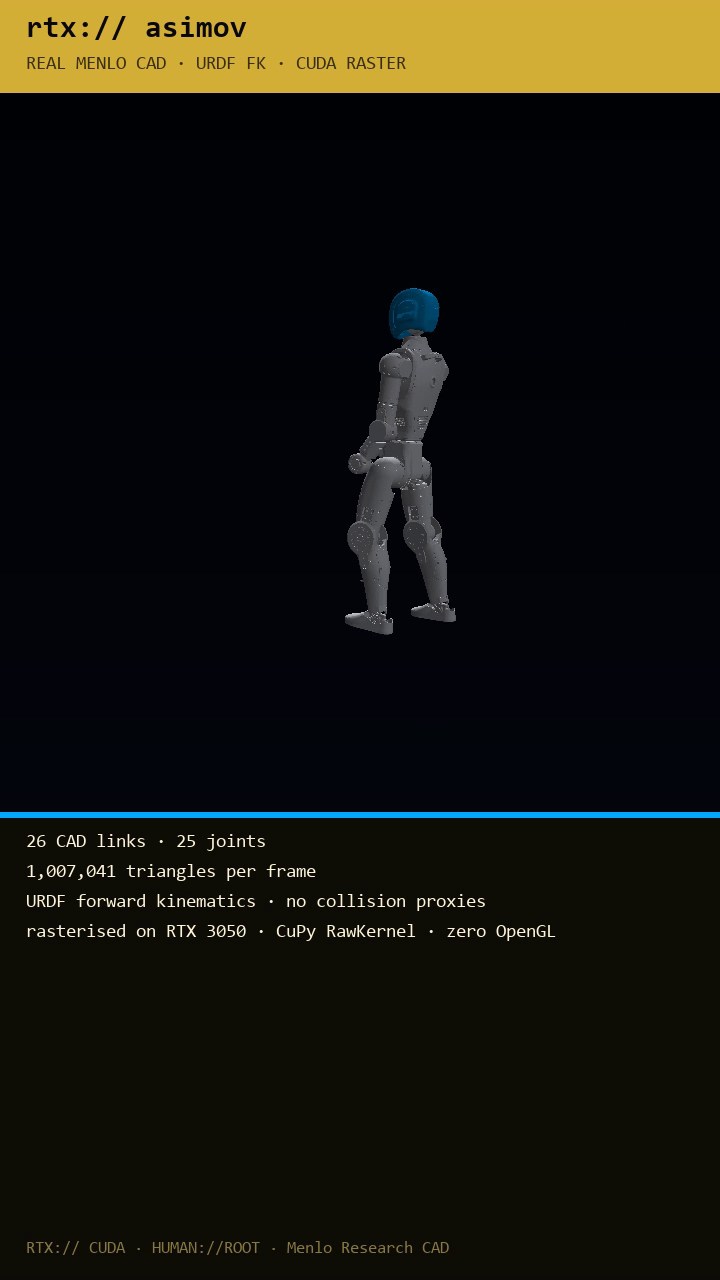 rtx:// asimov
REAL MENLO CAD · URDF FK · CUDA RASTER
26 CAD links · 25 joints
1,007,041 triangles per frame
URDF forward kinematics · no collision proxies
rasterised on RTX 3050 · CuPy RawKernel · zero OpenGL
RTX:// CUDA · HUMAN://ROOT · Menlo Research CAD